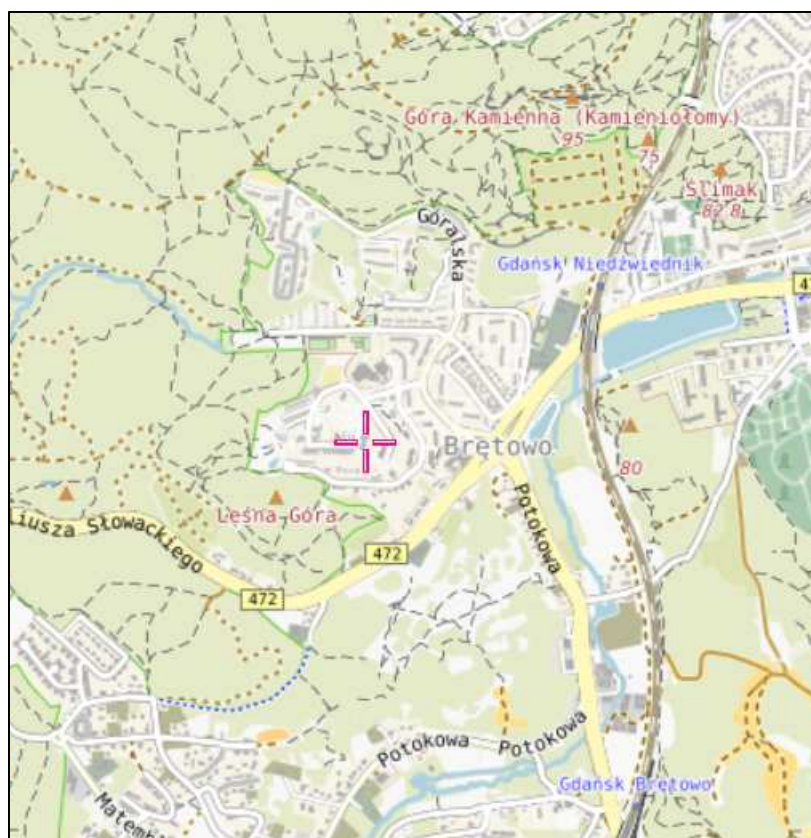 Góra Kamienna (Kamieniołomy)
95
75
Ślimak
82.8
Góralska
Gdańsk Niedźwiednik
Brętowo
80
Potokowa
Leśna Góra
liusza Słowackiego
472
472
Potokowa
Potokowa
Gdańsk Brętowo